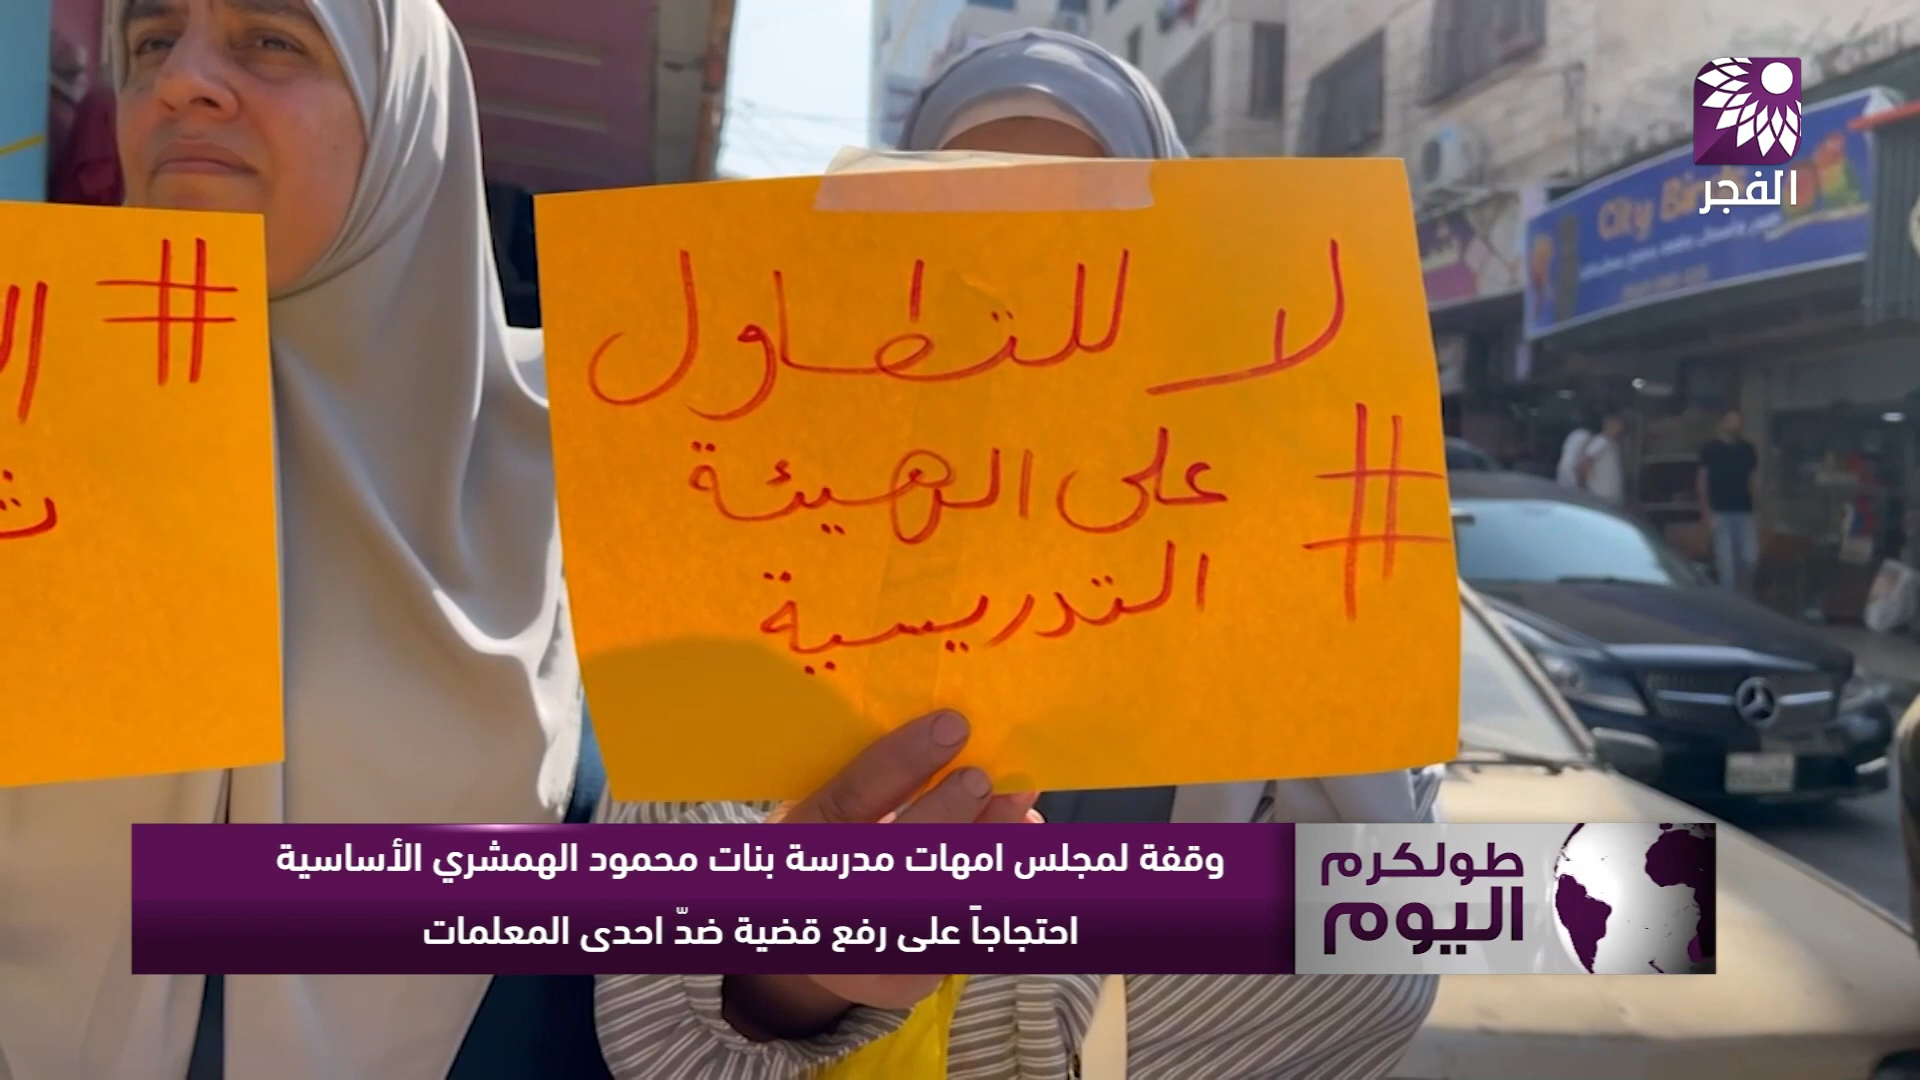 الفجر
City
#
لا للتطاول
# على الهيئة
التدريسية
وقفة لمجلس امهات مدرسة بنات محمود الهمشري الأساسية
احتجاجاً على رفع قضية ضدّ احدى المعلمات
طولكرم
اليوم